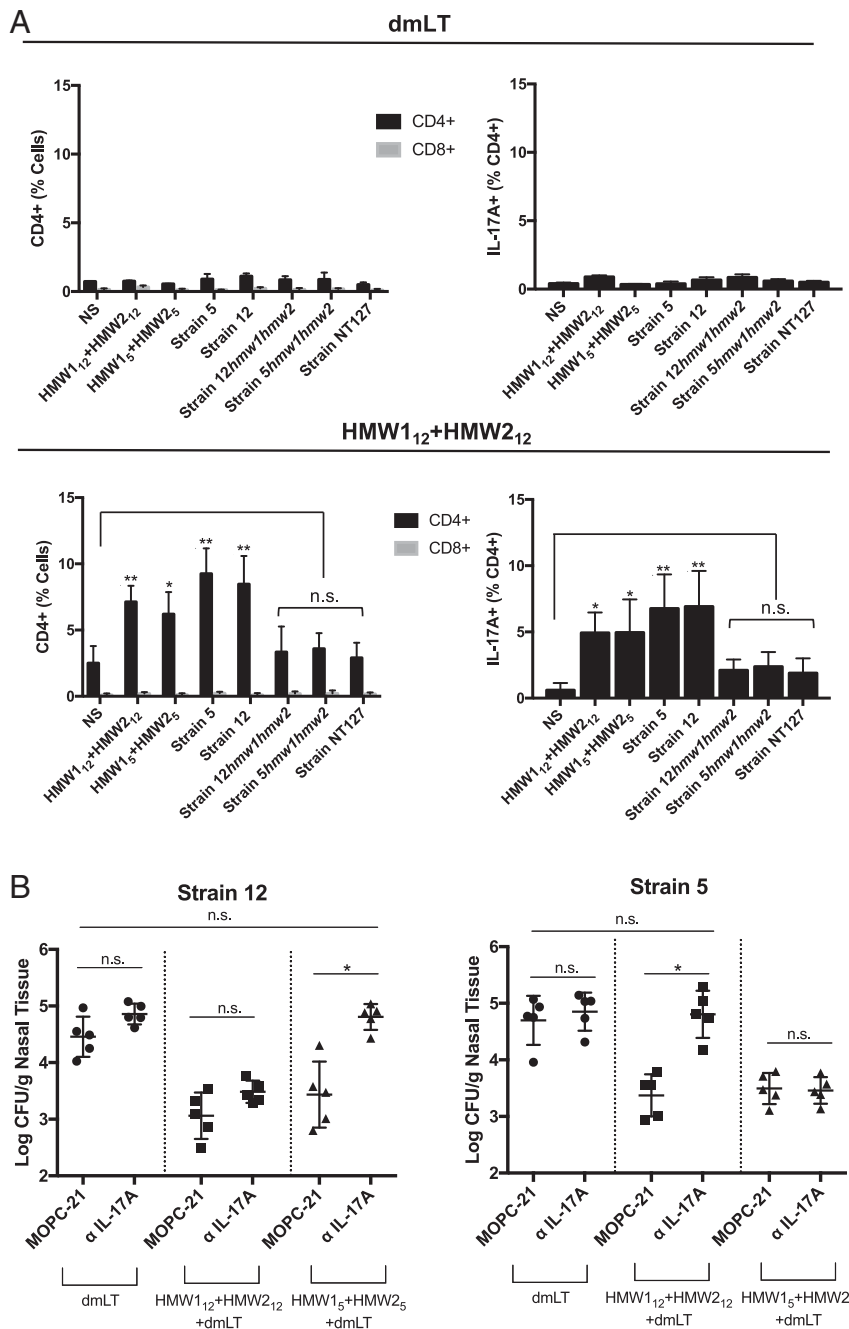 A
dmLT
15
10
5
0
CD4+ (% Cells)
CD4+
CD8+
NS
HMW1₁₂+HMW2₁₂
HMW1₅+HMW2₅
Strain 5
Strain 12
Strain 12hmw1hmw2
Strain 5hmw1hmw2
Strain NT127
15
10
5
0
IL-17A+ (% CD4+)
NS
HMW1₁₂+HMW2₁₂
HMW1₅+HMW2₅
Strain 5
Strain 12
Strain 12hmw1hmw2
Strain 5hmw1hmw2
Strain NT127
HMW1₁₂+HMW2₁₂
15
10
5
0
CD4+ (% Cells)
CD4+
CD8+
** * ** **
n.s.
NS
HMW1₁₂+HMW2₁₂
HMW1₅+HMW2₅
Strain 5
Strain 12
Strain 12hmw1hmw2
Strain 5hmw1hmw2
Strain NT127
15
10
5
0
IL-17A+ (% CD4+)
* * ** **
n.s.
NS
HMW1₁₂+HMW2₁₂
HMW1₅+HMW2₅
Strain 5
Strain 12
Strain 12hmw1hmw2
Strain 5hmw1hmw2
Strain NT127
B
Strain 12
n.s.
n.s. n.s. *
6
5
4
3
2
Log CFU/g Nasal Tissue
MOPC-21
α IL-17A
MOPC-21
α IL-17A
MOPC-21
α IL-17A
dmLT
HMW1₁₂+HMW2₁₂
+dmLT
HMW1₅+HMW2₅
+dmLT
Strain 5
n.s.
n.s. * n.s.
6
5
4
3
2
Log CFU/g Nasal Tissue
MOPC-21
α IL-17A
MOPC-21
α IL-17A
MOPC-21
α IL-17A
dmLT
HMW1₁₂+HMW2₁₂
+dmLT
HMW1₅+HMW2
+dmLT